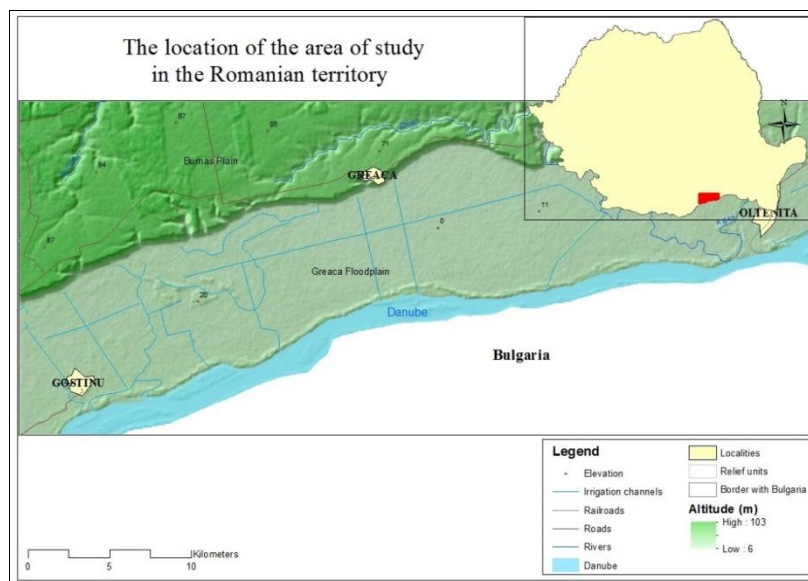 The location of the area of study
in the Romanian territory
N
87
88
71
Burnas Plain
84
GREACA
87
11
0
OLTENITA
Greaca Floodplain
20
Danube
Bulgaria
GOSTINU
Legend
Elevation
Irrigation channels
Railroads
Roads
Rivers
Danube
Localities
Relief units
Border with Bulgaria
Altitude (m)
High : 103
Low : 6
Kilometers
0 5 10